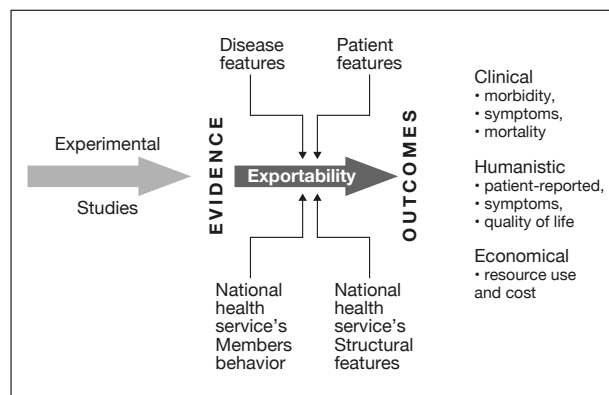 Disease
features
Patient
features
Experimental
Studies
EVIDENCE
Exportability
OUTCOMES
National
health
service's
Members
behavior
National
health
service's
Structural
features
Clinical
• morbidity,
• symptoms,
• mortality
Humanistic
• patient-reported,
• symptoms,
• quality of life
Economical
• resource use
and cost